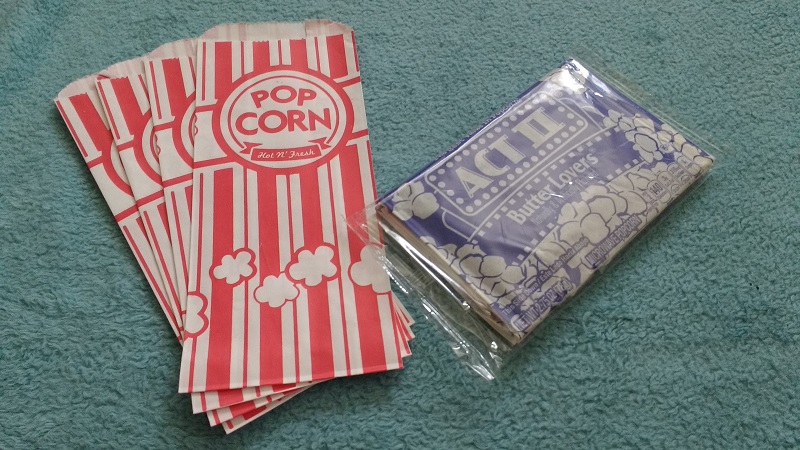 POP
CORN
Hot N' Fresh
ACT II
Butter Lovers